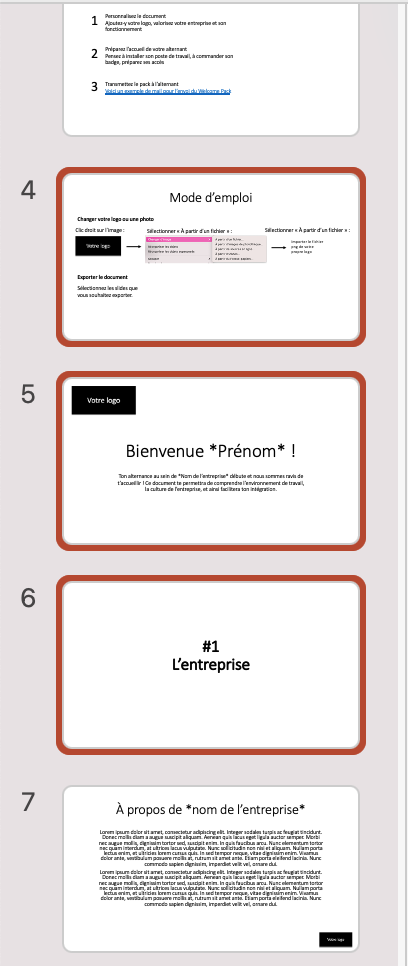 1 Personnalisez le document
Ajoutez-y votre logo, valorisez votre entreprise et son
fonctionnement
2 Préparez l'accueil de votre alternant
Pensez à installer son poste de travail, à commander son
badge, préparez ses accès
3 Transmettez le pack à l'alternant
Voici un exemple de mail pour l'envoi du Welcome Pack
4
Mode d'emploi
Changer votre logo ou une photo
Clic droit sur l'image :
Sélectionner « À partir d'un fichier » :
Sélectionner « À partir d'un fichier » :
Votre logo
Importer le fichier
png de votre
propre logo
Exporter le document
Sélectionnez les slides que
vous souhaitez exporter.
5
Votre logo
Bienvenue *Prénom* !
Ton alternance au sein de *Nom de l'entreprise* débute et nous sommes ravis de
t'accueillir ! Ce document te permettra de comprendre l'environnement de travail,
la culture de l'entreprise, et ainsi facilitera ton intégration.
6
#1
L'entreprise
7
À propos de *nom de l'entreprise*
Lorem ipsum dolor sit amet, consectetur adipiscing elit. Integer sodales turpis ac feugiat tincidunt.
Donec mollis diam a augue suscipit aliquam. Aenean quis lacus eget ligula auctor semper. Morbi
nec augue mollis, dignissim tortor sed, suscipit enim. In quis faucibus arcu. Nunc elementum tortor
nec quam interdum, at ultrices lacus vulputate. Nunc sollicitudin non nisi et aliquam. Nullam porta
lectus enim, et ultricies lorem cursus quis. In sed tempor neque, vitae dignissim enim. Vivamus
dolor ante, vestibulum posuere mollis at, rutrum sit amet ante. Etiam porta eleifend lacinia. Nunc
commodo sapien dignissim, imperdiet velit vel, ornare dui.
Lorem ipsum dolor sit amet, consectetur adipiscing elit. Integer sodales turpis ac feugiat tincidunt.
Donec mollis diam a augue suscipit aliquam. Aenean quis lacus eget ligula auctor semper. Morbi
nec augue mollis, dignissim tortor sed, suscipit enim. In quis faucibus arcu. Nunc elementum tortor
nec quam interdum, at ultrices lacus vulputate. Nunc sollicitudin non nisi et aliquam. Nullam porta
lectus enim, et ultricies lorem cursus quis. In sed tempor neque, vitae dignissim enim. Vivamus
dolor ante, vestibulum posuere mollis at, rutrum sit amet ante. Etiam porta eleifend lacinia. Nunc
commodo sapien dignissim, imperdiet velit vel, ornare dui.
Votre logo